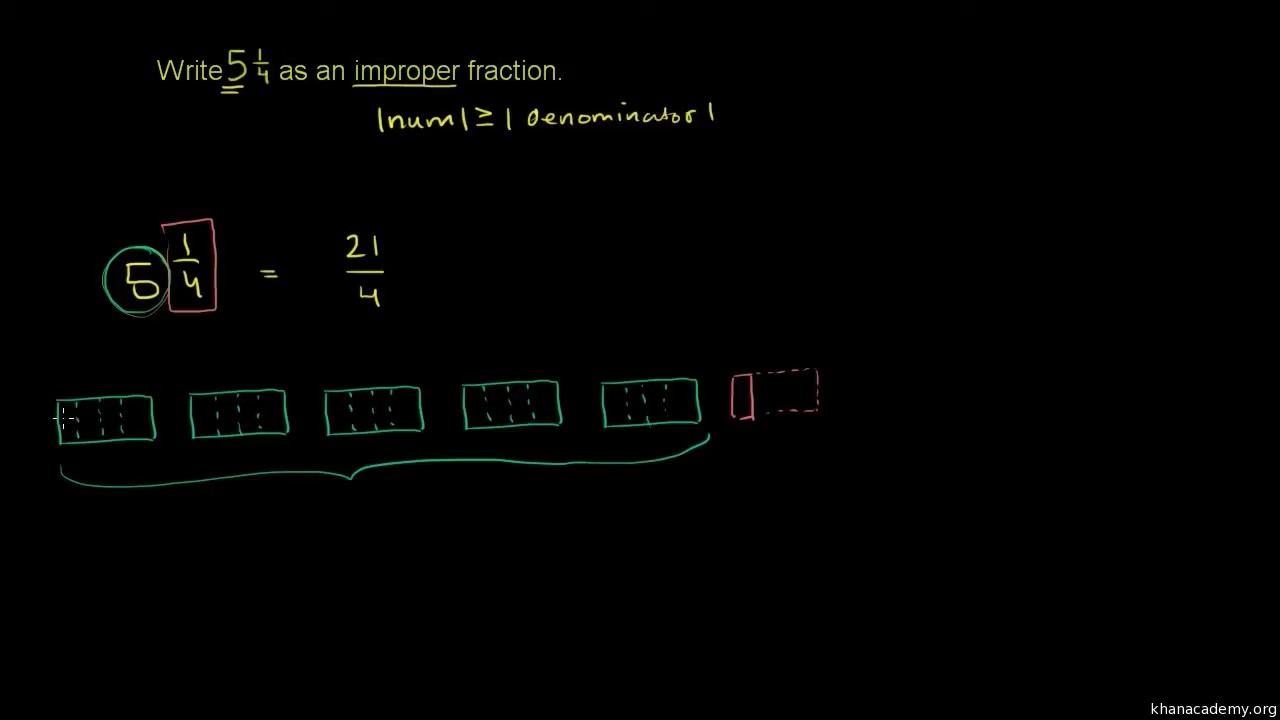 Write 5 1/4 as an improper fraction.
|num| ≥ | denominator |
5 1/4 = 21/4
khanacademy.org